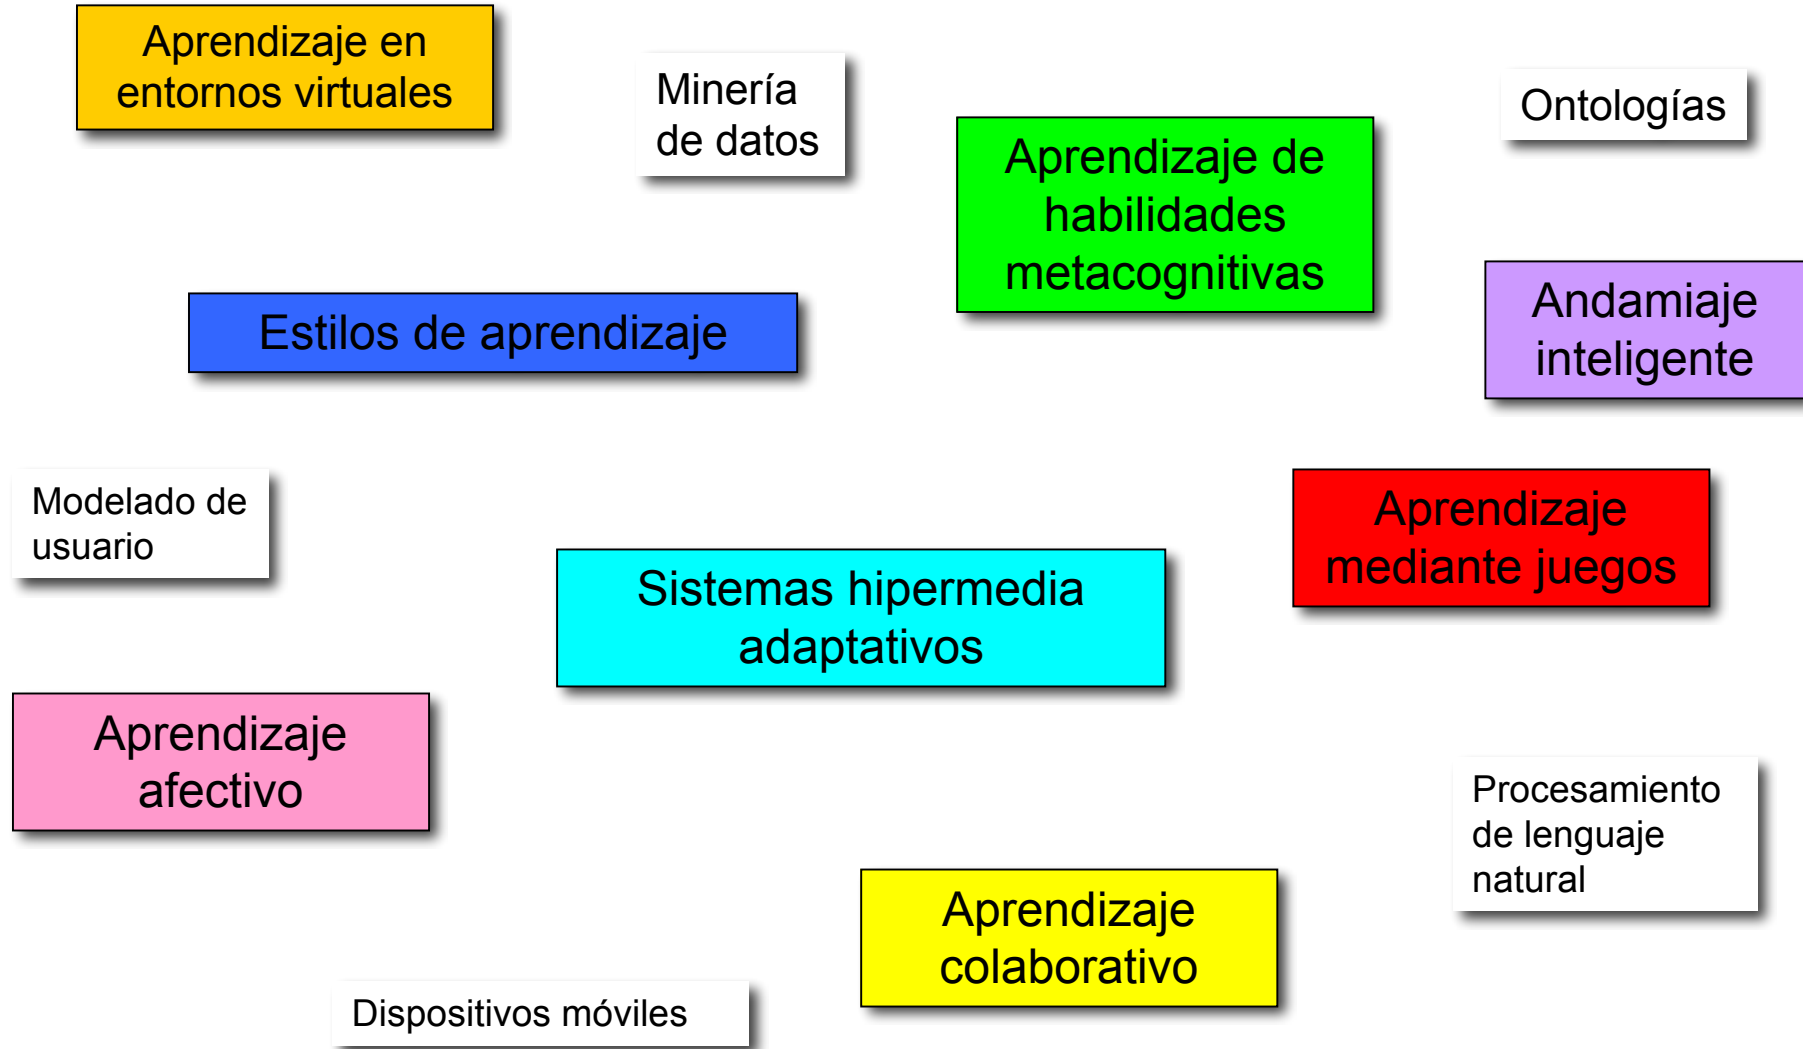 Aprendizaje en
entornos virtuales
Minería
de datos
Ontologías
Aprendizaje de
habilidades
metacognitivas
Estilos de aprendizaje
Andamiaje
inteligente
Modelado de
usuario
Aprendizaje
mediante juegos
Sistemas hipermedia
adaptativos
Aprendizaje
afectivo
Procesamiento
de lenguaje
natural
Aprendizaje
colaborativo
Dispositivos móviles